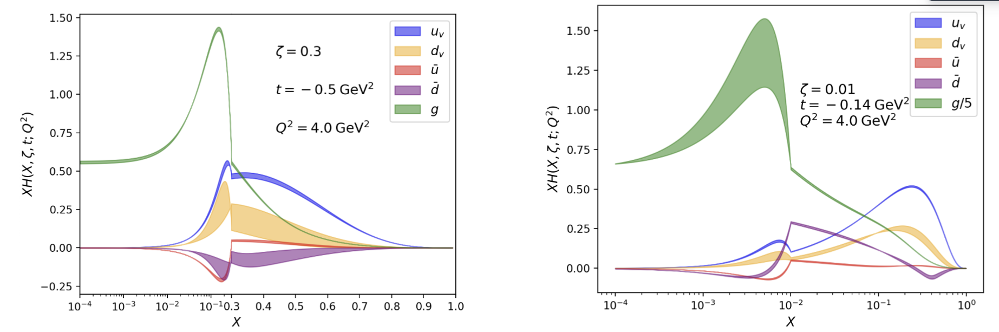 XH(X, ζ, t; Q²)
1.50
1.25
1.00
0.75
0.50
0.25
0.00
−0.25
ζ = 0.3
t = − 0.5 GeV²
Q² = 4.0 GeV²
u_v
d_v
ū
d̄
g
10⁻⁴ 10⁻³ 10⁻² 10⁻¹ 0.3 0.4 0.5 0.6 0.7 0.8 0.9 1.0
X
XH(X, ζ, t; Q²)
1.50
1.25
1.00
0.75
0.50
0.25
0.00
ζ = 0.01
t = − 0.14 GeV²
Q² = 4.0 GeV²
u_v
d_v
ū
d̄
g/5
10⁻⁴ 10⁻³ 10⁻² 10⁻¹ 10⁰
X